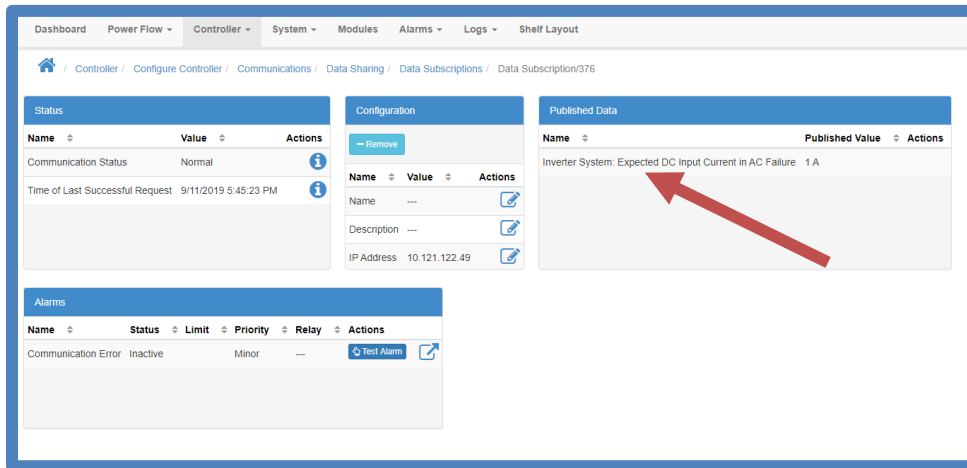 Dashboard Power Flow Controller System Modules Alarms Logs Shelf Layout
/ Controller / Configure Controller / Communications / Data Sharing / Data Subscriptions / Data Subscription/376
Status
Name Value Actions
Communication Status Normal
Time of Last Successful Request 9/11/2019 5:45:23 PM
Configuration
Remove
Name Value Actions
Name ---
Description ---
IP Address 10.121.122.49
Published Data
Name Published Value Actions
Inverter System: Expected DC Input Current in AC Failure 1 A
Alarms
Name Status Limit Priority Relay Actions
Communication Error Inactive Minor --- Test Alarm